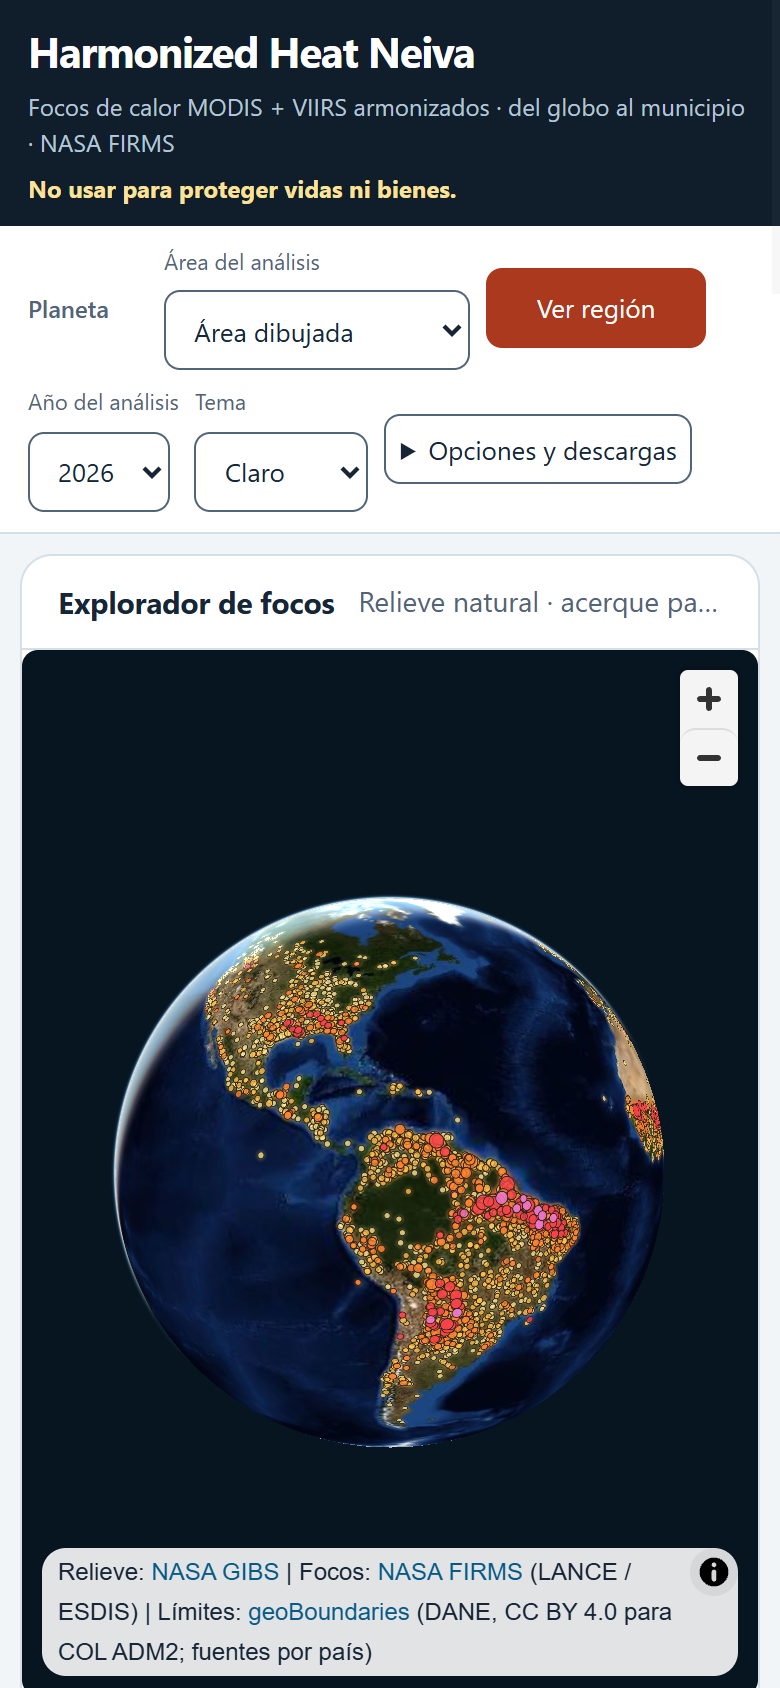 Harmonized Heat Neiva
Focos de calor MODIS + VIIRS armonizados · del globo al municipio
· NASA FIRMS
No usar para proteger vidas ni bienes.
Área del análisis
Planeta
Área dibujada
Ver región
Año del análisis
Tema
2026
Claro
Opciones y descargas
Explorador de focos
Relieve natural · acerque pa...
Relieve: NASA GIBS | Focos: NASA FIRMS (LANCE /
ESDIS) | Límites: geoBoundaries (DANE, CC BY 4.0 para
COL ADM2; fuentes por país)